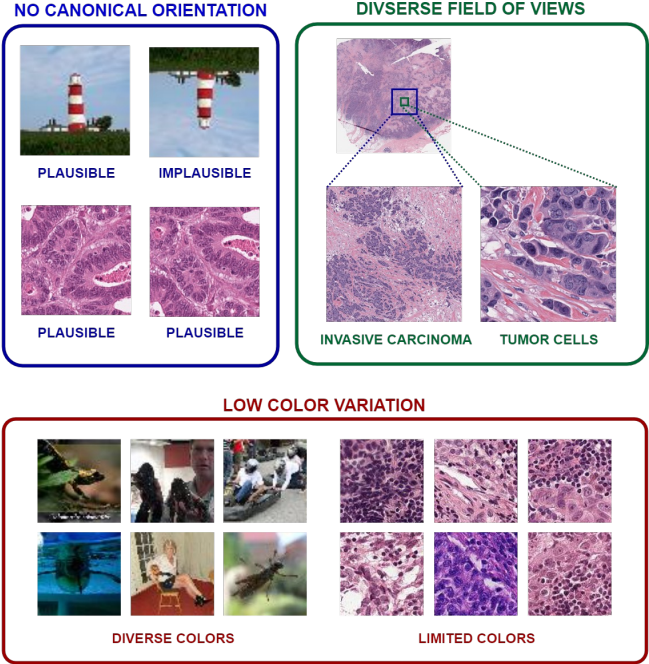 NO CANONICAL ORIENTATION
PLAUSIBLE
IMPLAUSIBLE
PLAUSIBLE
PLAUSIBLE
DIVSERSE FIELD OF VIEWS
INVASIVE CARCINOMA
TUMOR CELLS
LOW COLOR VARIATION
DIVERSE COLORS
LIMITED COLORS